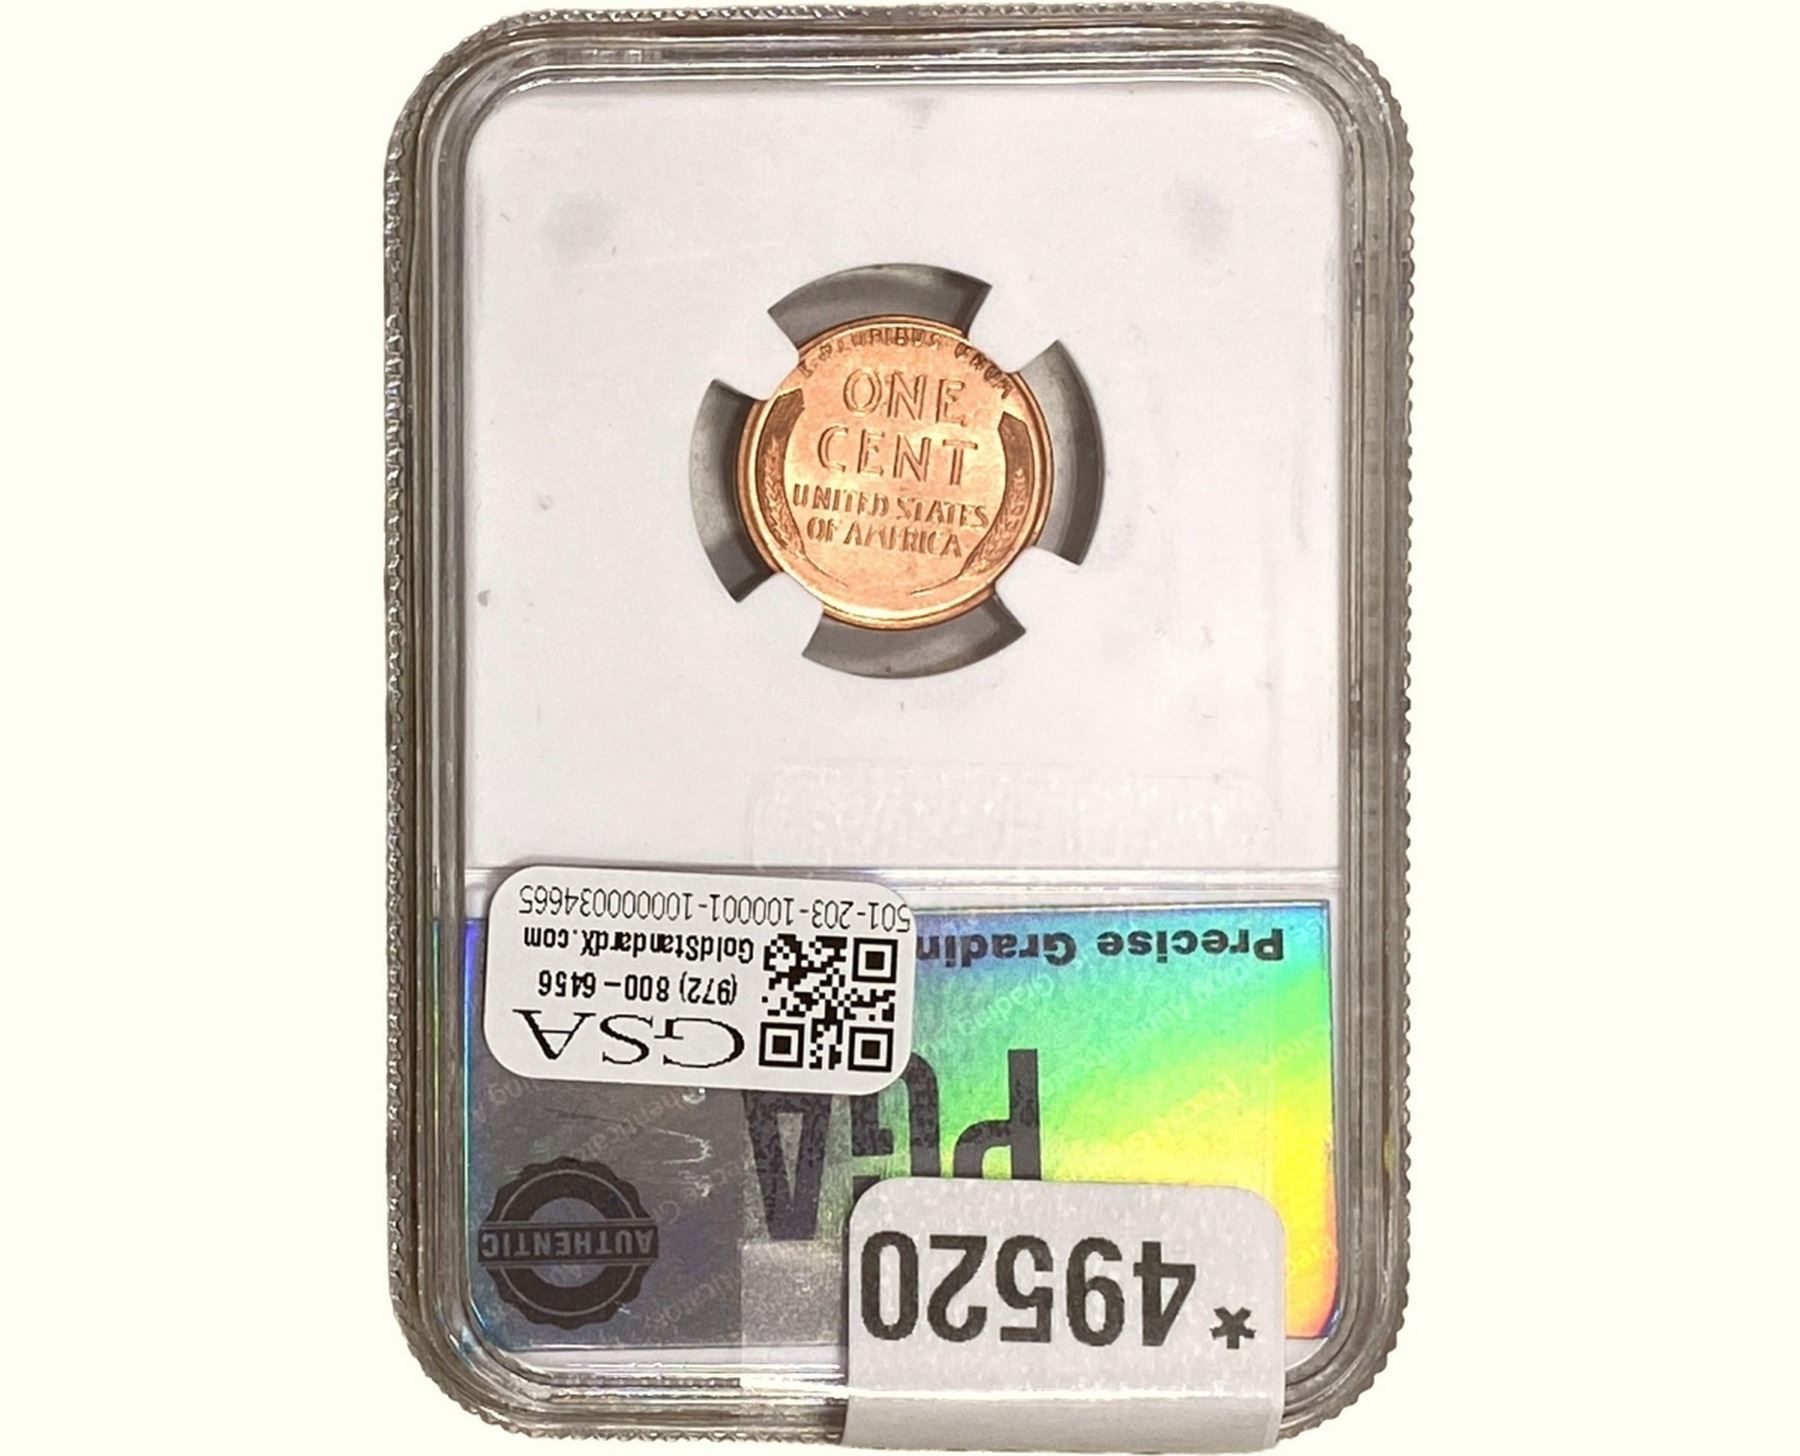 E PLURIBUS UNUM
ONE
CENT
UNITED STATES
OF AMERICA
501-203-100001-10000034665
GoldStandardX.com
(972) 800-6456
GSA
Precise Gradin
PGA
AUTHENTIC
*49520